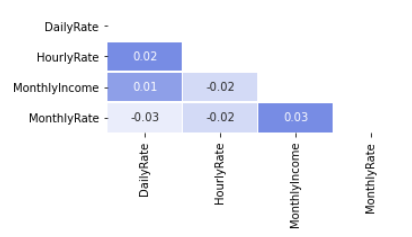 DailyRate
HourlyRate 0.02
MonthlyIncome 0.01 -0.02
MonthlyRate -0.03 -0.02 0.03
DailyRate HourlyRate MonthlyIncome MonthlyRate